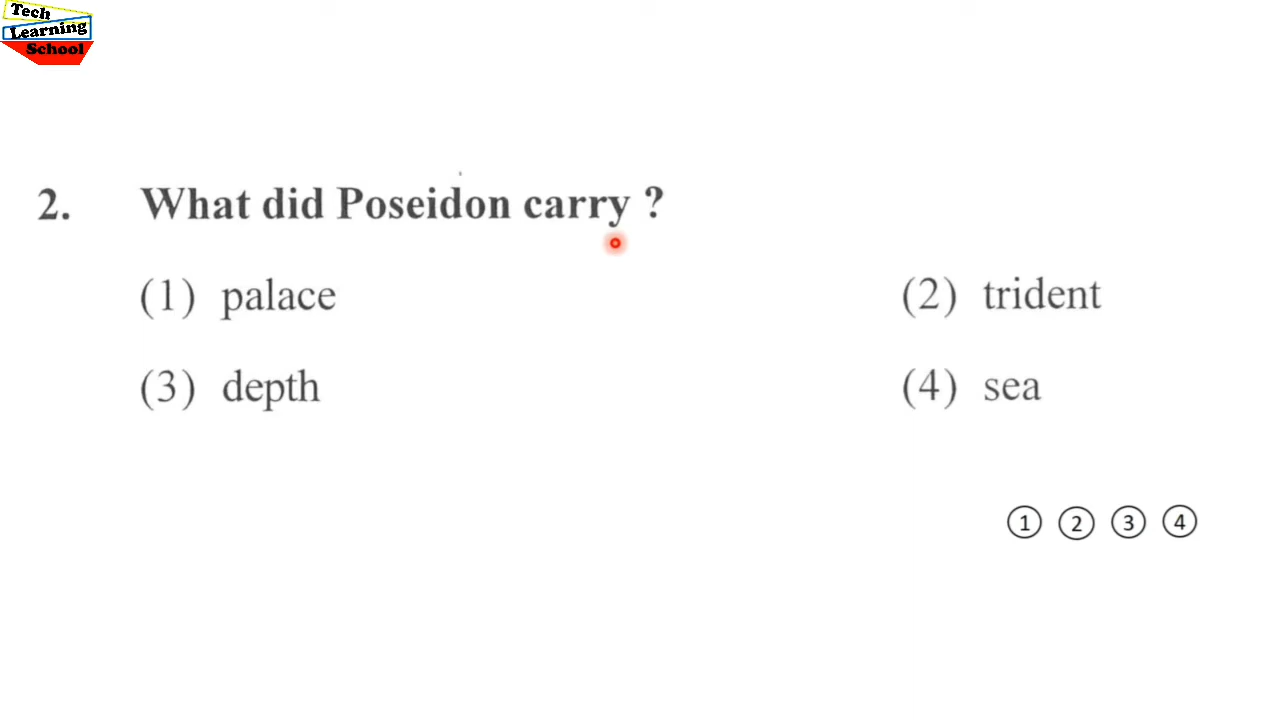 Tech
Learning
School
2. What did Poseidon carry ?
(1) palace (2) trident
(3) depth (4) sea
① ② ③ ④